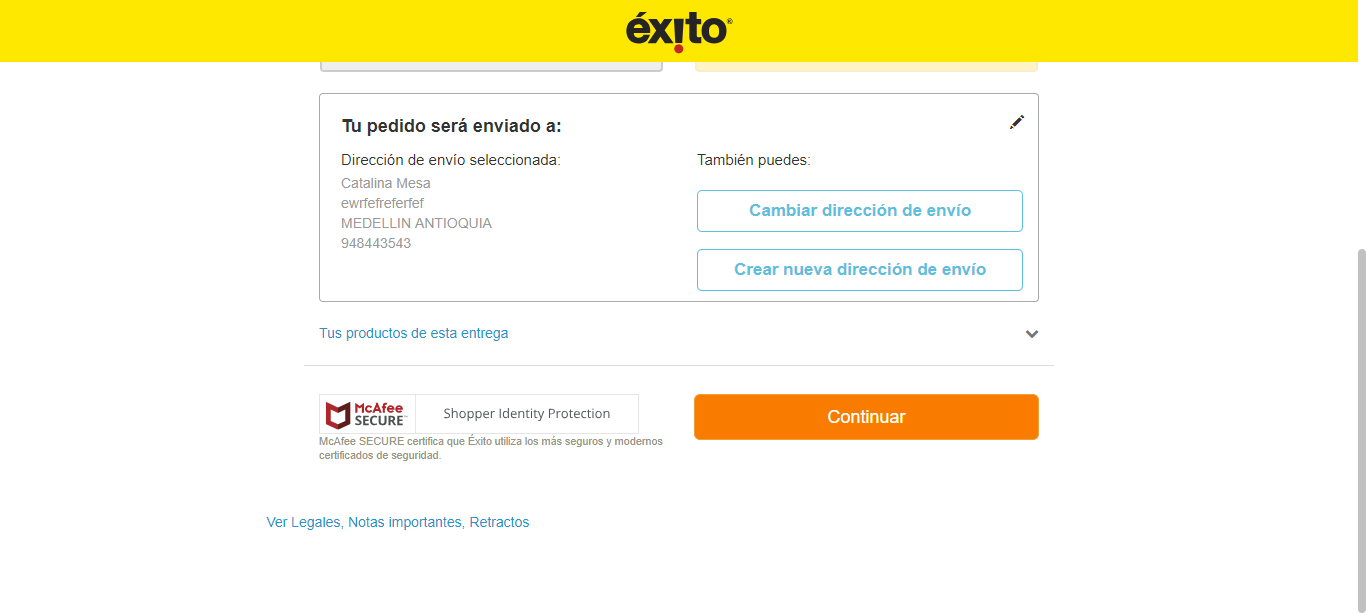 éxito®
Tu pedido será enviado a:
Dirección de envío seleccionada:
Catalina Mesa
ewrfefreferfef
MEDELLIN ANTIOQUIA
948443543
También puedes:
Cambiar dirección de envío
Crear nueva dirección de envío
Tus productos de esta entrega
McAfee
SECURE™
Shopper Identity Protection
McAfee SECURE certifica que Éxito utiliza los más seguros y modernos
certificados de seguridad.
Continuar
Ver Legales, Notas importantes, Retractos